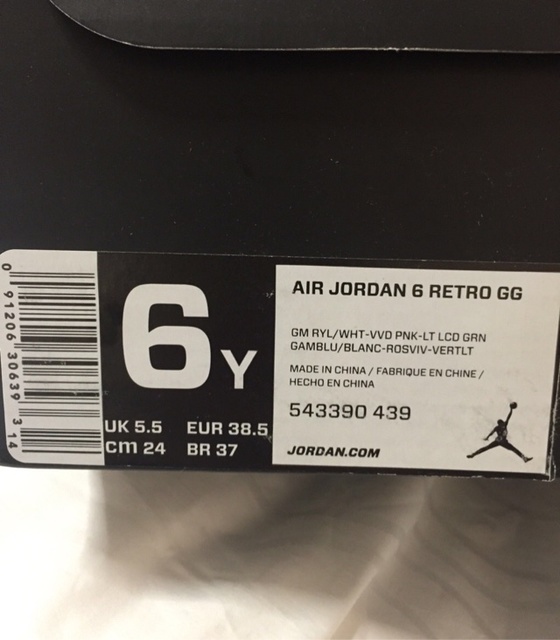 0 91206 30639 3 14
6Y
UK 5.5 EUR 38.5
cm 24 BR 37
AIR JORDAN 6 RETRO GG
GM RYL/WHT-VVD PNK-LT LCD GRN
GAMBLU/BLANC-ROSVIV-VERTLT
MADE IN CHINA / FABRIQUE EN CHINE /
HECHO EN CHINA
543390 439
JORDAN.COM